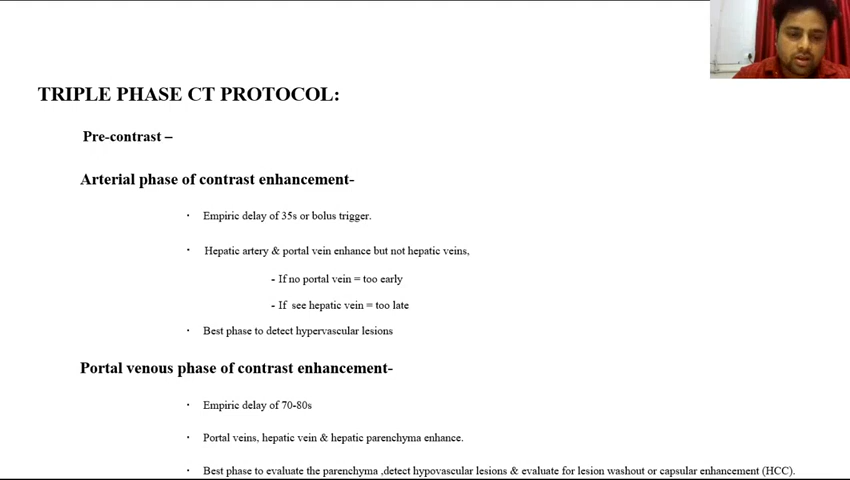 TRIPLE PHASE CT PROTOCOL:
Pre-contrast –
Arterial phase of contrast enhancement-
· Empiric delay of 35s or bolus trigger.
· Hepatic artery & portal vein enhance but not hepatic veins,
- If no portal vein = too early
- If see hepatic vein = too late
· Best phase to detect hypervascular lesions
Portal venous phase of contrast enhancement-
· Empiric delay of 70-80s
· Portal veins, hepatic vein & hepatic parenchyma enhance.
· Best phase to evaluate the parenchyma ,detect hypovascular lesions & evaluate for lesion washout or capsular enhancement (HCC).